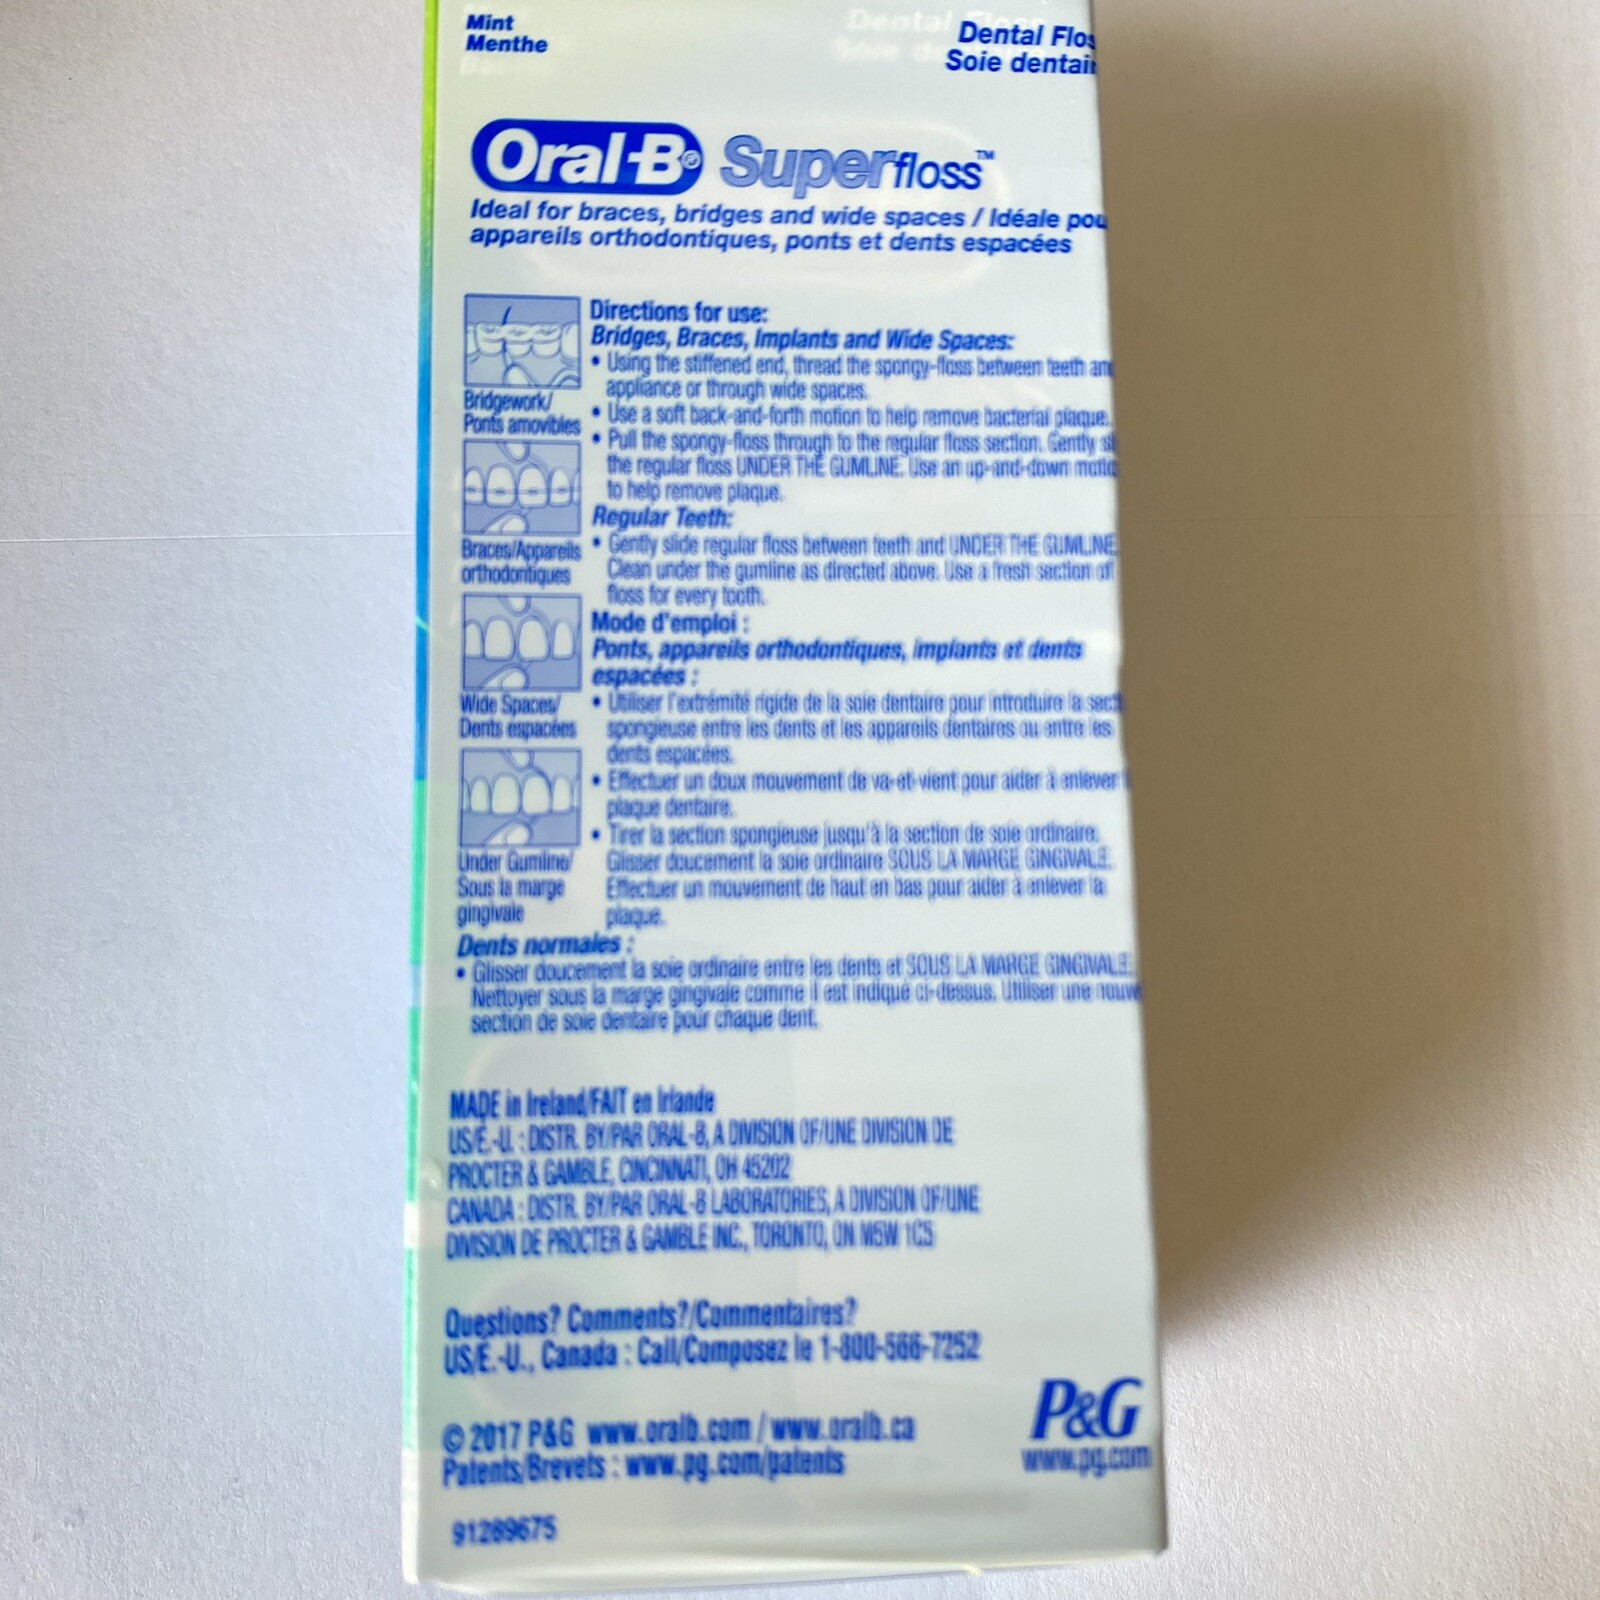 Mint
Menthe
Dental Flos
Soie dentair
Oral-B® Superfloss™
Ideal for braces, bridges and wide spaces / Idéale pou
appareils orthodontiques, ponts et dents espacées
Bridgework/
Ponts amovibles
Braces/Appareils
orthodontiques
Wide Spaces/
Dents espacées
Under Gumline/
Sous la marge
gingivale
Directions for use:
Bridges, Braces, Implants and Wide Spaces:
• Using the stiffened end, thread the spongy-floss between teeth an
appliance or through wide spaces.
• Use a soft back-and-forth motion to help remove bacterial plaque.
• Pull the spongy-floss through to the regular floss section. Gently sl
the regular floss UNDER THE GUMLINE. Use an up-and-down motio
to help remove plaque.
Regular Teeth:
• Gently slide regular floss between teeth and UNDER THE GUMLINE.
Clean under the gumline as directed above. Use a fresh section of
floss for every tooth.
Mode d'emploi :
Ponts, appareils orthodontiques, implants et dents
espacées :
• Utiliser l'extrémité rigide de la soie dentaire pour introduire la sect
spongieuse entre les dents et les appareils dentaires ou entre les
dents espacées.
• Effectuer un doux mouvement de va-et-vient pour aider à enlever l
plaque dentaire.
• Tirer la section spongieuse jusqu'à la section de soie ordinaire.
Glisser doucement la soie ordinaire SOUS LA MARGE GINGIVALE.
Effectuer un mouvement de haut en bas pour aider à enlever la
plaque.
Dents normales :
• Glisser doucement la soie ordinaire entre les dents et SOUS LA MARGE GINGIVALE.
Nettoyer sous la marge gingivale comme il est indiqué ci-dessus. Utiliser une nouve
section de soie dentaire pour chaque dent.
MADE in Ireland/FAIT en Irlande
US/É.-U. : DISTR. BY/PAR ORAL-B, A DIVISION OF/UNE DIVISION DE
PROCTER & GAMBLE, CINCINNATI, OH 45202
CANADA : DISTR. BY/PAR ORAL-B LABORATORIES, A DIVISION OF/UNE
DIVISION DE PROCTER & GAMBLE INC., TORONTO, ON M5W 1C5
Questions? Comments?/Commentaires?
US/É.-U., Canada : Call/Composez le 1-800-566-7252
© 2017 P&G www.oralb.com / www.oralb.ca
Patents/Brevets : www.pg.com/patents
P&G
www.pg.com
91289675